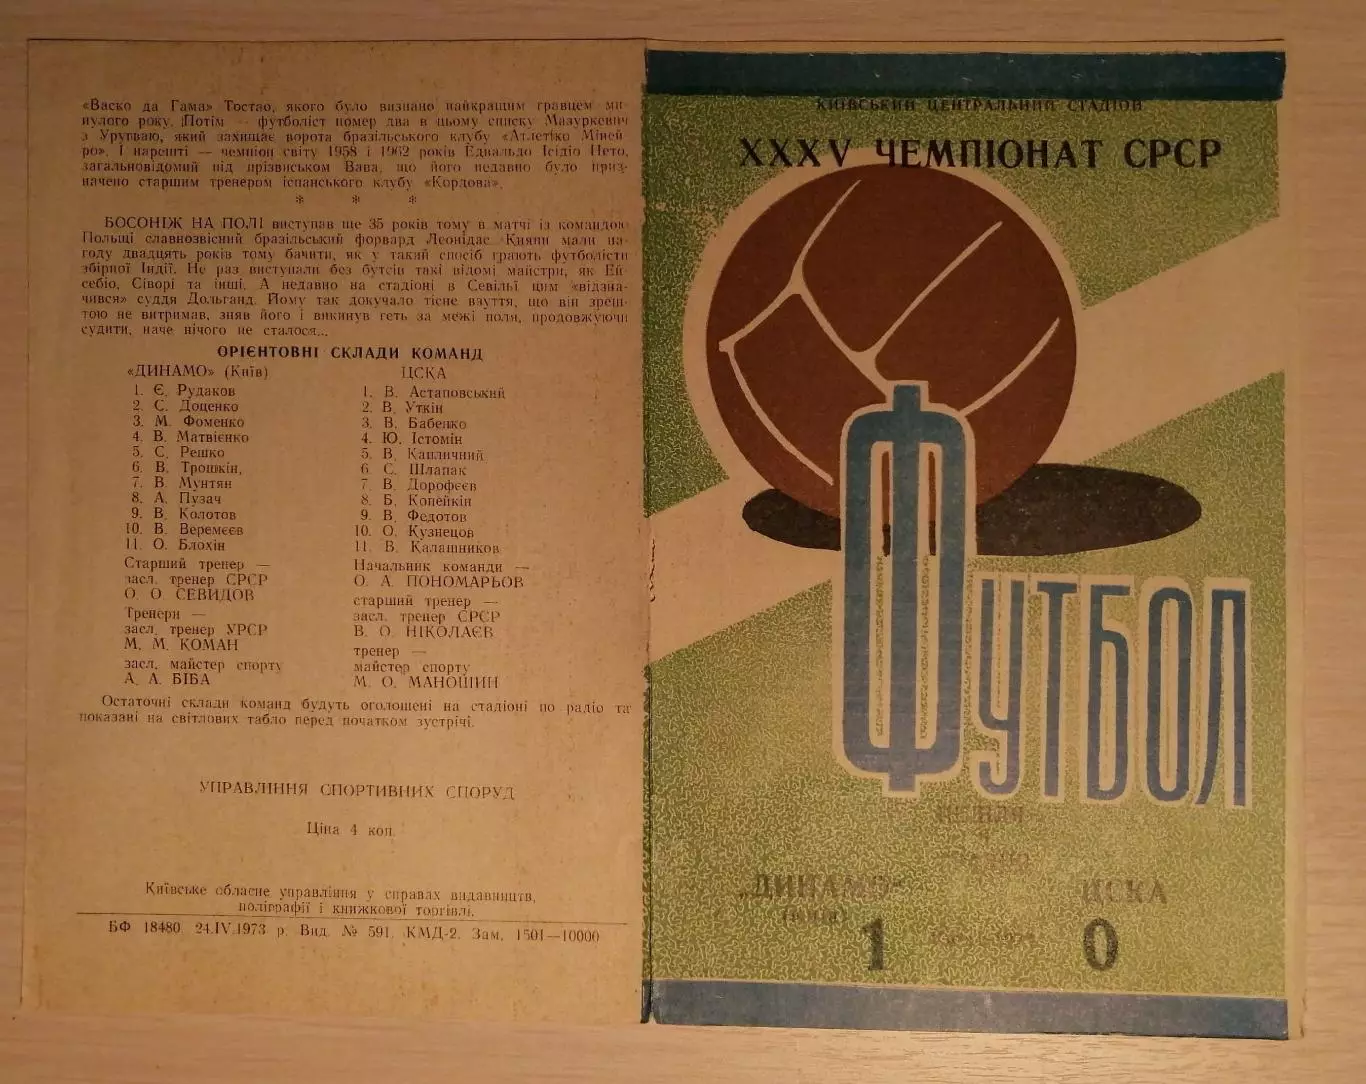 «Васко да Гама» Тостао, якого було визнано найкращим гравцем ми-
нулого року. Потім — футболіст номер два в цьому списку Мазуркевич
з Уругваю, який захищає ворота бразільського клубу «Атлетіко Міней-
ро». І нарешті — чемпіон світу 1958 і 1962 років Едвальдо Ісідіо Нето,
загальновідомий під прізвиськом Вава, що його недавно було приз-
начено старшим тренером іспанського клубу «Кордова».
* * *
БОСОНІЖ НА ПОЛІ виступав ще 35 років тому в матчі із командою
Польщі славнозвісний бразільський форвард Леонідас. Кияни мали на-
году двадцять років тому бачити, як у такий спосіб грають футболісти
збірної Індії. Не раз виступали без бутсів такі відомі майстри, як Ей-
себіо, Сіворі та інші. А недавно на стадіоні в Севільї цим «відзна-
чився» суддя Дольганд. Йому так докучало тісне взуття, що він зреш-
тою не витримав, зняв його і викинув геть за межі поля, продовжуючи
судити, наче нічого не сталося...
ОРІЄНТОВНІ СКЛАДИ КОМАНД
«ДИНАМО» (Київ)
1. Є. Рудаков
2. С. Доценко
3. М. Фоменко
4. В. Матвієнко
5. С. Решко
6. В. Трошкін,
7. В. Мунтян
8. А. Пузач
9. В. Колотов
10. В. Веремєєв
11. О. Блохін
Старший тренер —
засл. тренер СРСР
О. О. СЕВИДОВ
Тренери —
засл. тренер УРСР
М. М. КОМАН
засл. майстер спорту
А. А. БІБА
ЦСКА
1. В. Астаповський
2. В. Уткін
3. В. Бабенко
4. Ю. Істомін
5. В. Капличний
6. С. Шлапак
7. В. Дорофєєв
8. Б. Копейкін
9. В. Федотов
10. О. Кузнецов
11. В. Калашников
Начальник команди —
О. А. ПОНОМАРЬОВ
старший тренер —
засл. тренер СРСР
В. О. НІКОЛАЄВ
тренер —
майстер спорту
М. О. МАНОШИН
Остаточні склади команд будуть оголошені на стадіоні по радіо та
показані на світлових табло перед початком зустрічі.
УПРАВЛІННЯ СПОРТИВНИХ СПОРУД
Ціна 4 коп.
Київське обласне управління у справах видавництв,
поліграфії і книжкової торгівлі.
БФ 18480 24.IV.1973 р. Вид. № 591. КМД-2. Зам. 1501—10000
КИЇВСЬКИЙ ЦЕНТРАЛЬНИЙ СТАДІОН
XXXV ЧЕМПІОНАТ СРСР
ФУТБОЛ
„ДИНАМО“ ЦСКА
(Київ)
1 0